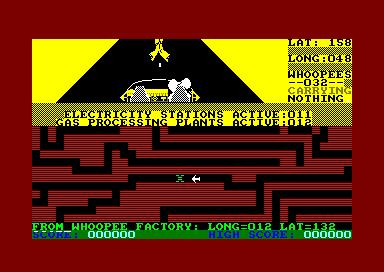 LAT: 158
LONG:048
WHOOPEES
--032--
CARRYING
NOTHING
ELECTRICITY STATIONS ACTIVE:011
GAS PROCESSING PLANTS ACTIVE:012
FROM WHOOPEE FACTORY: LONG=012 LAT=132
SCORE: 000000 HIGH SCORE: 000000